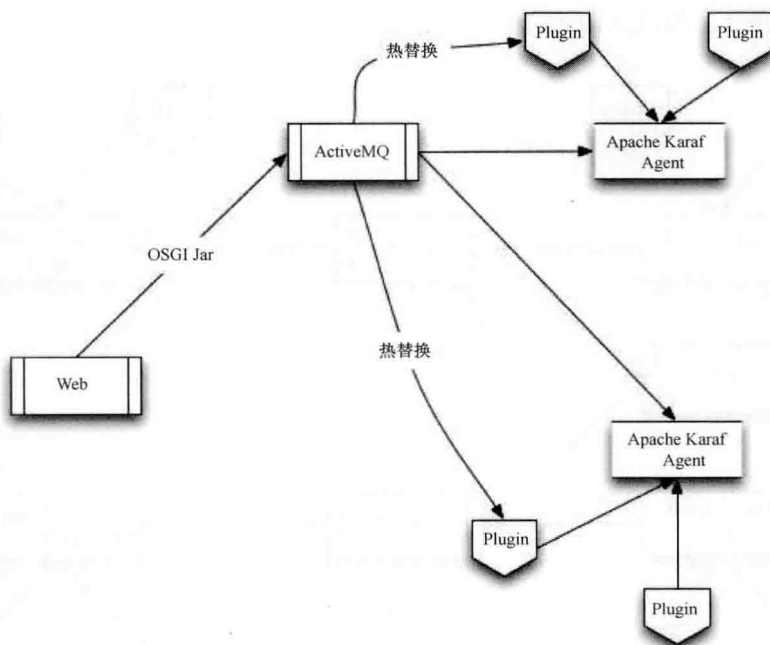 热替换
Plugin
Plugin
ActiveMQ
Apache Karaf
Agent
OSGI Jar
热替换
Web
Apache Karaf
Agent
Plugin
Plugin